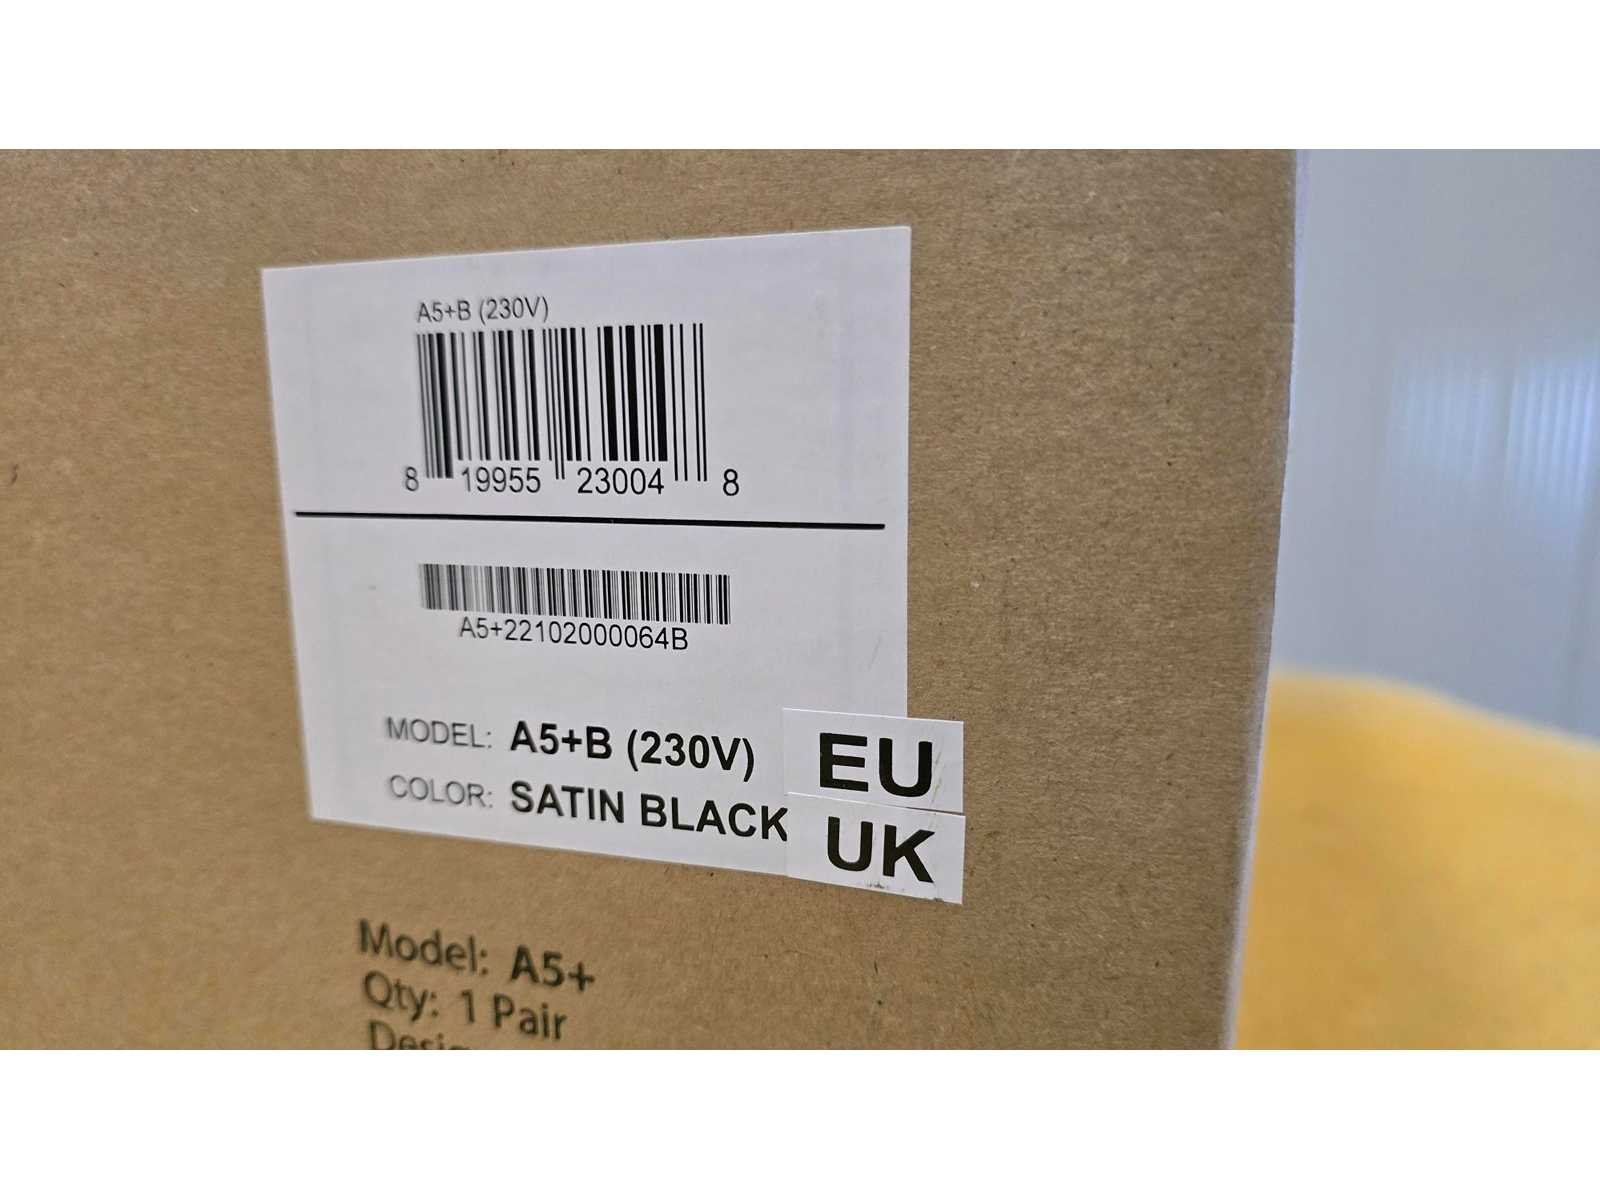 A5+B (230V)
8 19955 23004 8
A5+22102000064B
MODEL: A5+B (230V)
COLOR: SATIN BLACK
EU
UK
Model: A5+
Qty: 1 Pair